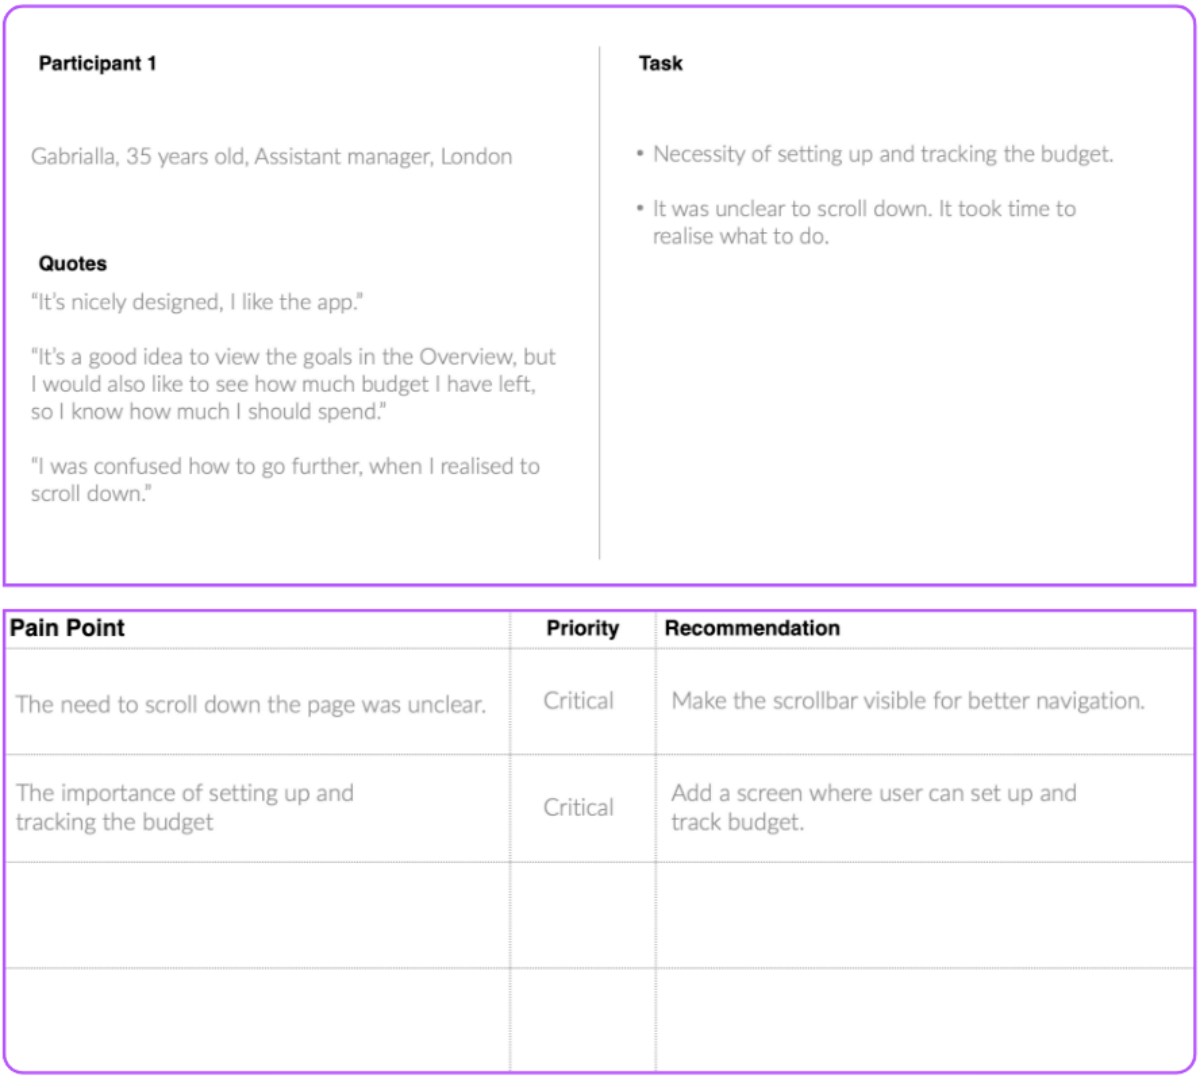 Participant 1
Gabrialla, 35 years old, Assistant manager, London
Quotes
“It’s nicely designed, I like the app.”
“It’s a good idea to view the goals in the Overview, but
I would also like to see how much budget I have left,
so I know how much I should spend.”
“I was confused how to go further, when I realised to
scroll down.”
Task
• Necessity of setting up and tracking the budget.
• It was unclear to scroll down. It took time to
realise what to do.
Pain Point
Priority
Recommendation
The need to scroll down the page was unclear.
Critical
Make the scrollbar visible for better navigation.
The importance of setting up and
tracking the budget
Critical
Add a screen where user can set up and
track budget.